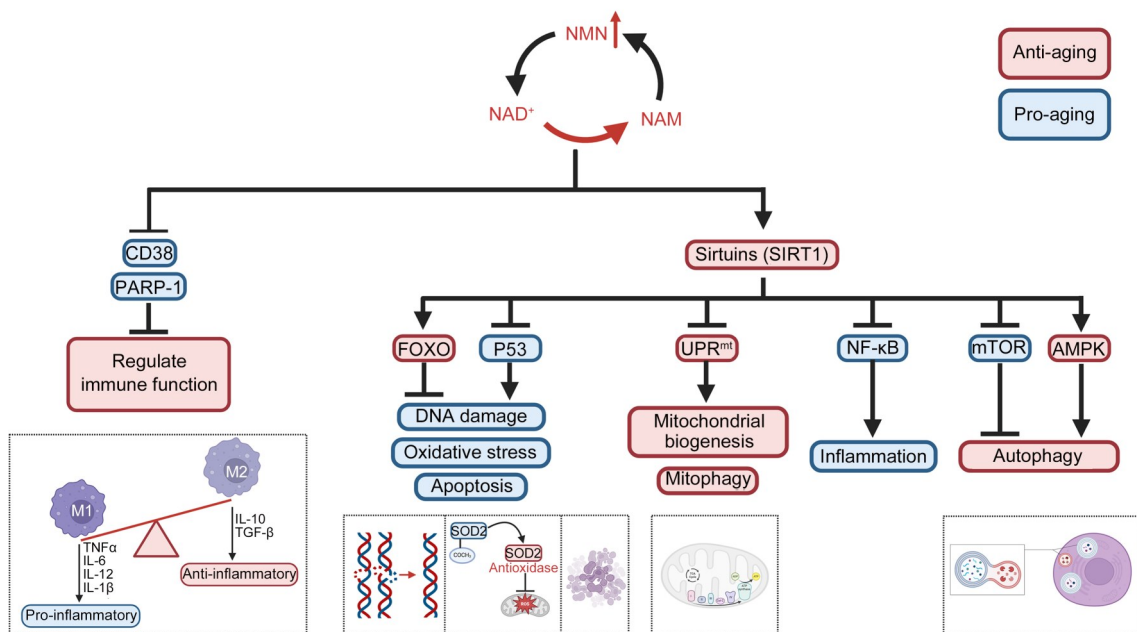 NMN
NAD⁺
NAM
Anti-aging
Pro-aging
CD38
PARP-1
Regulate
immune function
Sirtuins (SIRT1)
FOXO
P53
UPRᵐᵗ
NF-κB
mTOR
AMPK
DNA damage
Oxidative stress
Apoptosis
Mitochondrial
biogenesis
Mitophagy
Inflammation
Autophagy
M2
M1
IL-10
TGF-β
TNFα
IL-6
IL-12
IL-1β
Anti-inflammatory
Pro-inflammatory
SOD2
COCH₃
SOD2
Antioxidase
ROS